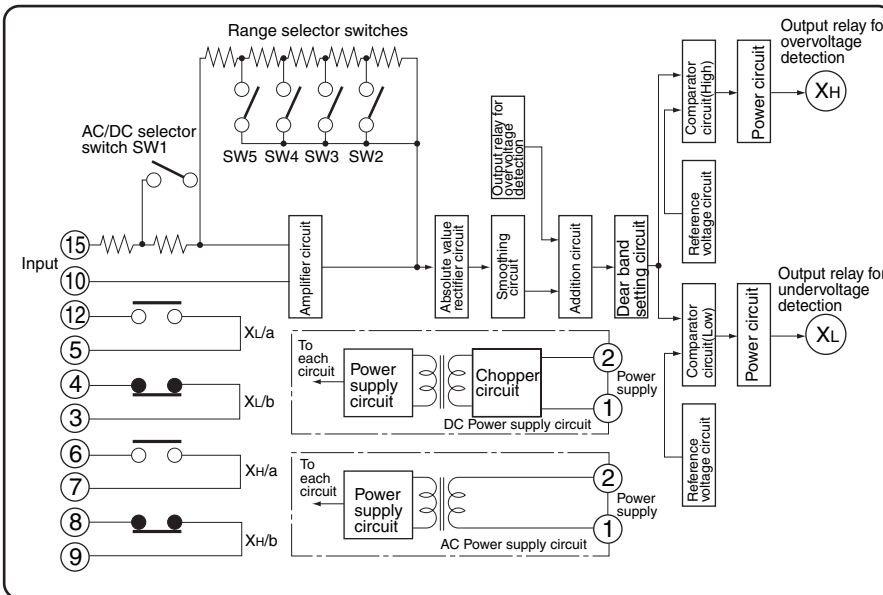 Range selector switches
Output relay fo
overvoltage
detection
AC/DC selector
switch SW1
SW5 SW4 SW3 SW2
Output relay for
overvoltage
detection
Comparator
circuit(High)
Power circuit
XH
Reference
voltage circuit
Input
15
10
Amplifier circuit
Absolute value
rectifier circuit
Smoothing
circuit
Addition circuit
Dear band
setting circuit
Output relay for
undervoltage
detection
Comparator
circuit(Low)
Power circuit
XL
Reference
voltage circuit
12
5
XL/a
4
3
XL/b
6
7
XH/a
8
9
XH/b
To
each
circuit
Power
supply
circuit
Chopper
circuit
2
Power
supply
1
DC Power supply circuit
To
each
circuit
Power
supply
circuit
2
Power
supply
1
AC Power supply circuit